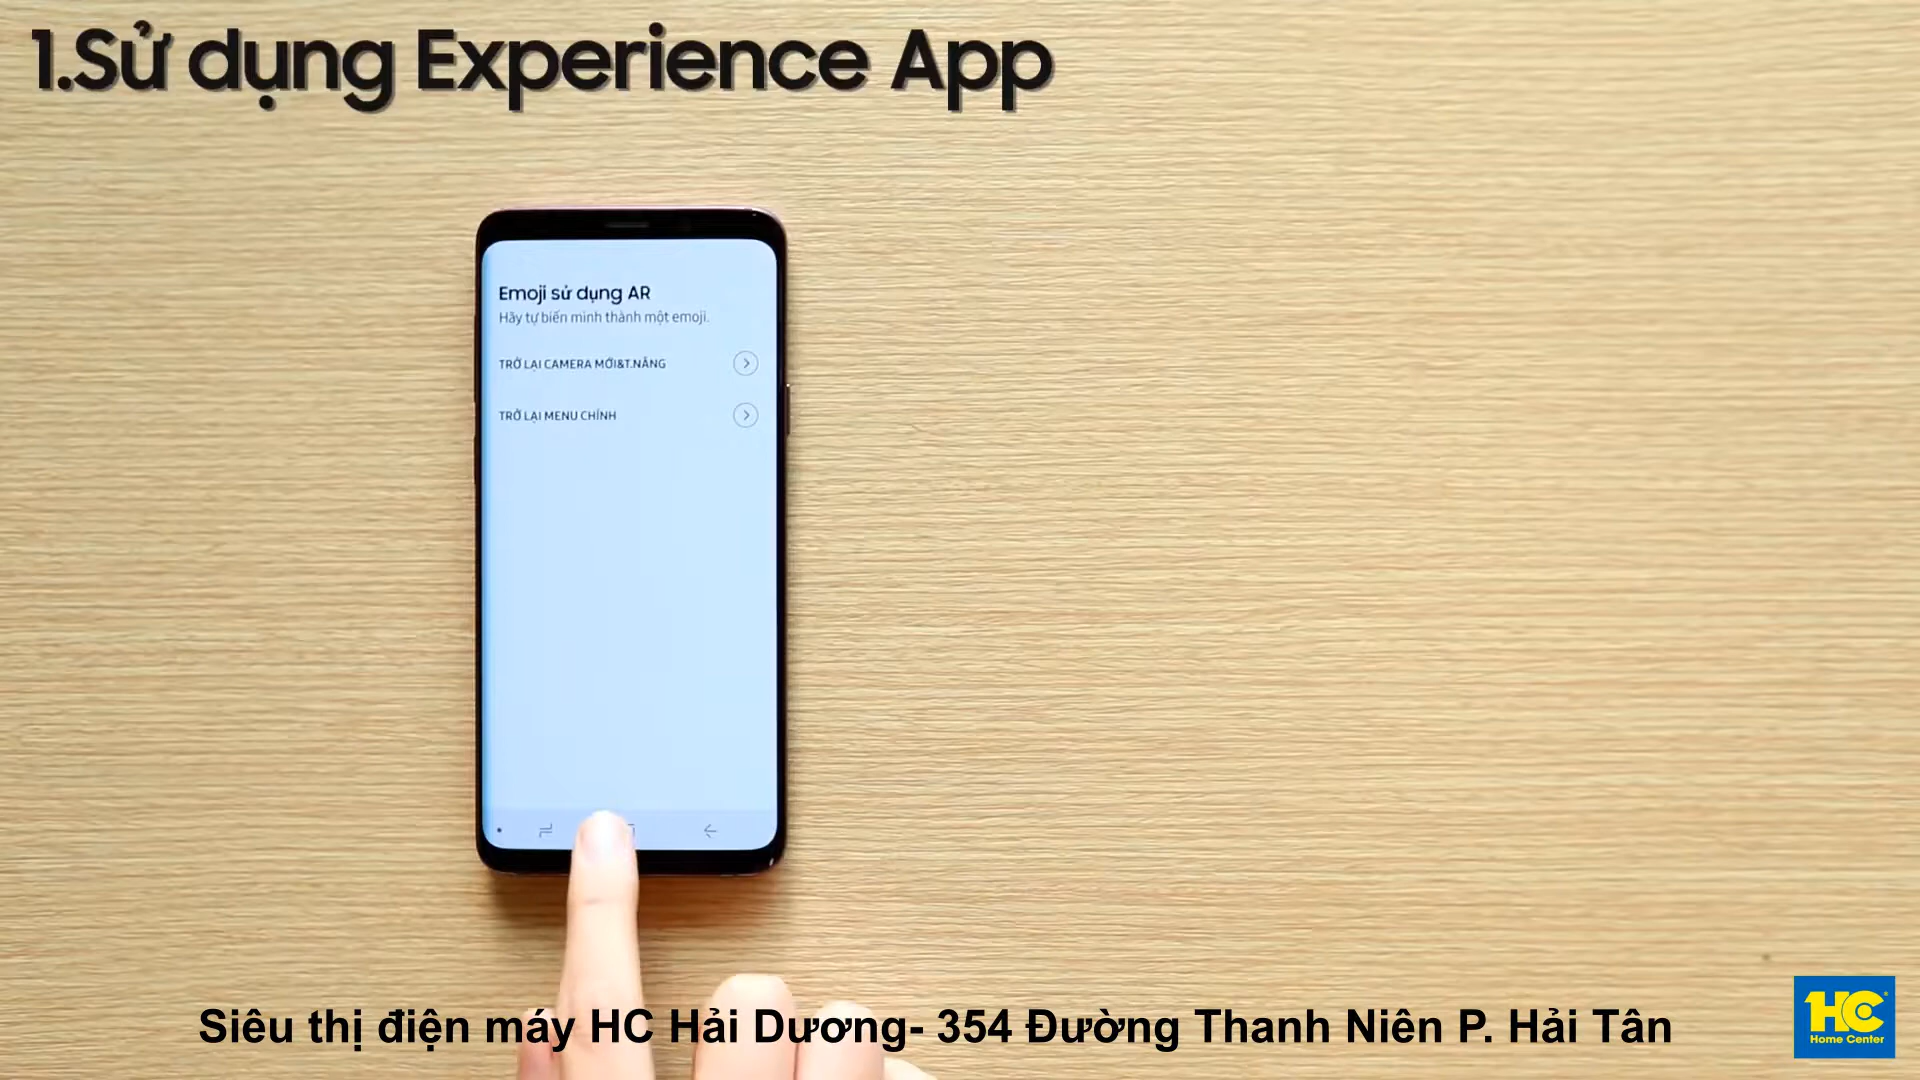 1.Sử dụng Experience App
Emoji sử dụng AR
Hãy tự biến mình thành một emoji.
TRỞ LẠI CAMERA MỚI&T.NĂNG
TRỞ LẠI MENU CHÍNH
Siêu thị điện máy HC Hải Dương- 354 Đường Thanh Niên P. Hải Tân
HC
Home Center